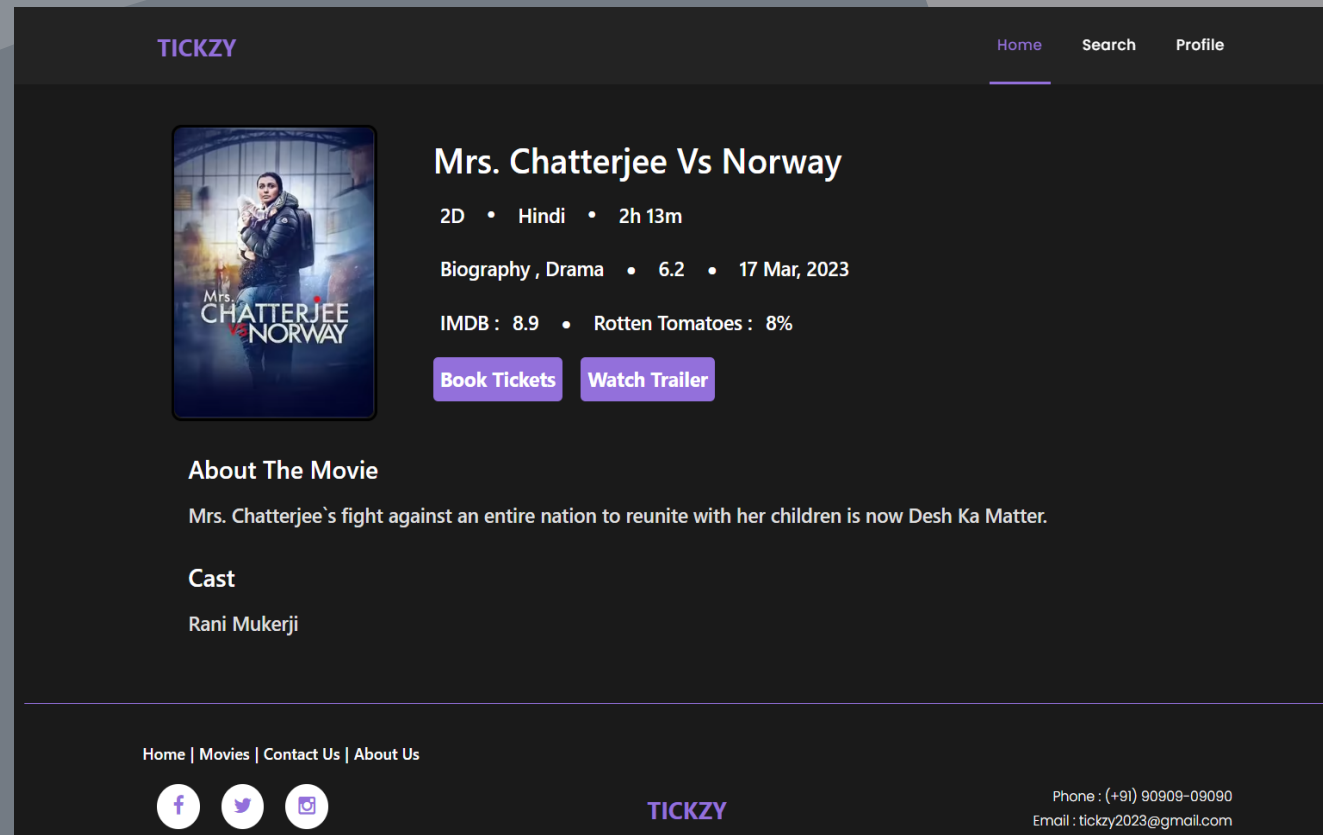 TICKZY
Home Search Profile
Mrs. Chatterjee Vs Norway
2D • Hindi • 2h 13m
Biography , Drama • 6.2 • 17 Mar, 2023
IMDB : 8.9 • Rotten Tomatoes : 8%
Book Tickets Watch Trailer
Mrs.
CHATTERJEE
VS NORWAY
About The Movie
Mrs. Chatterjee`s fight against an entire nation to reunite with her children is now Desh Ka Matter.
Cast
Rani Mukerji
Home | Movies | Contact Us | About Us
TICKZY
Phone : (+91) 90909-09090
Email : tickzy2023@gmail.com